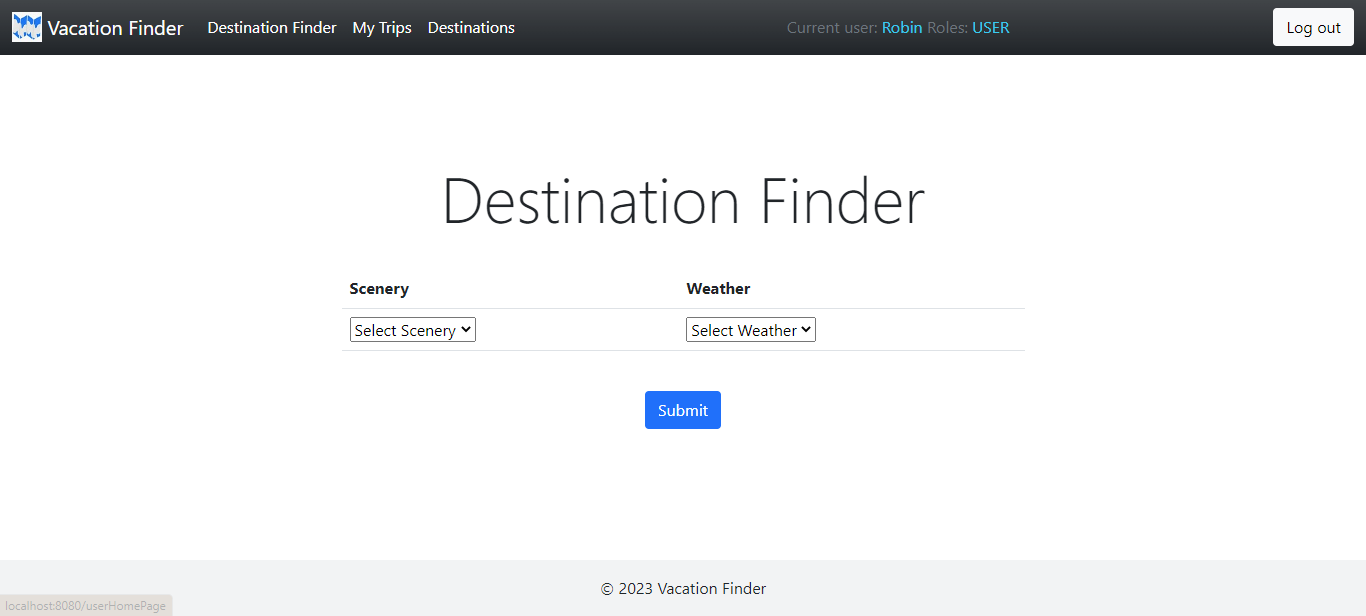 Vacation Finder Destination Finder My Trips Destinations Current user: Robin Roles: USER Log out
Destination Finder
Scenery Weather
Select Scenery Select Weather
Submit
© 2023 Vacation Finder
localhost:8080/userHomePage